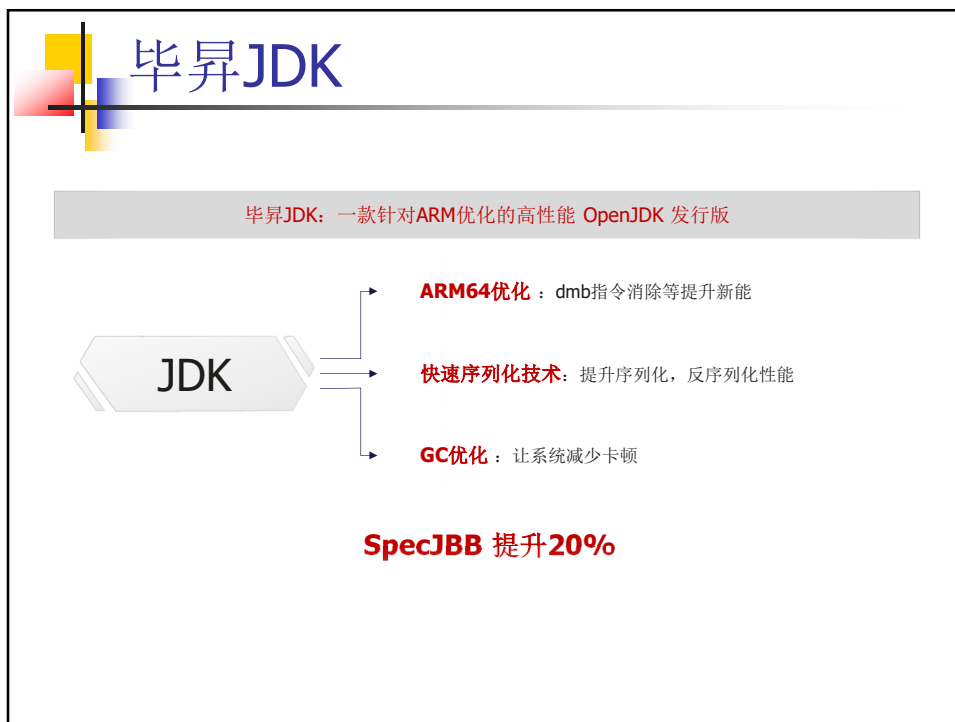 毕昇JDK
毕昇JDK：一款针对ARM优化的高性能 OpenJDK 发行版
ARM64优化 ：dmb指令消除等提升新能
JDK
快速序列化技术：提升序列化，反序列化性能
GC优化 ：让系统减少卡顿
SpecJBB 提升20%